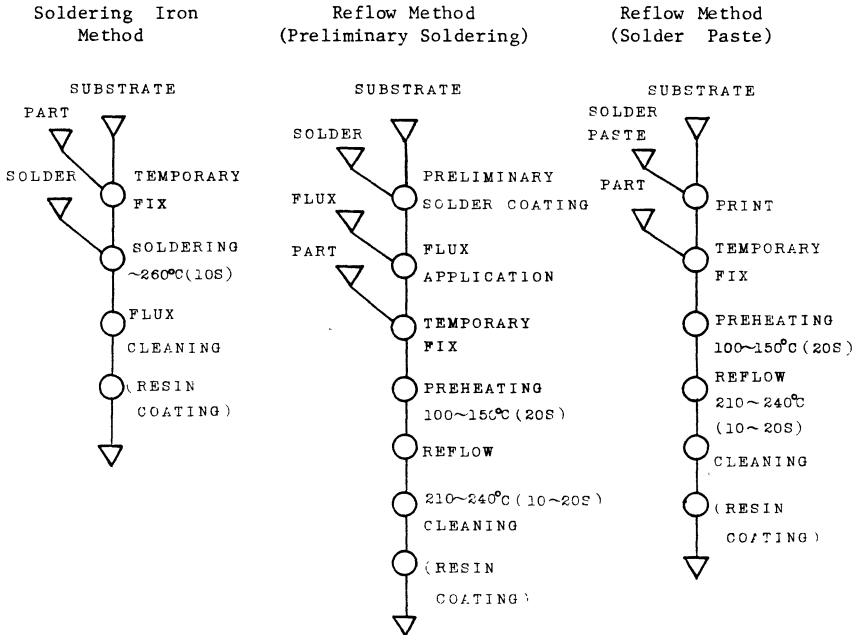 Soldering Iron
Method
SUBSTRATE
PART
TEMPORARY
FIX
SOLDER
SOLDERING
~260°C(10S)
FLUX
CLEANING
(RESIN
COATING)
Reflow Method
(Preliminary Soldering)
SUBSTRATE
SOLDER
PRELIMINARY
SOLDER COATING
FLUX
FLUX
APPLICATION
PART
TEMPORARY
FIX
PREHEATING
100~150°C(20S)
REFLOW
210~240°C(10~20S)
CLEANING
(RESIN
COATING)
Reflow Method
(Solder Paste)
SUBSTRATE
SOLDER
PASTE
PRINT
PART
TEMPORARY
FIX
PREHEATING
100~150°C(20S)
REFLOW
210~240°C
(10~20S)
CLEANING
(RESIN
COATING)